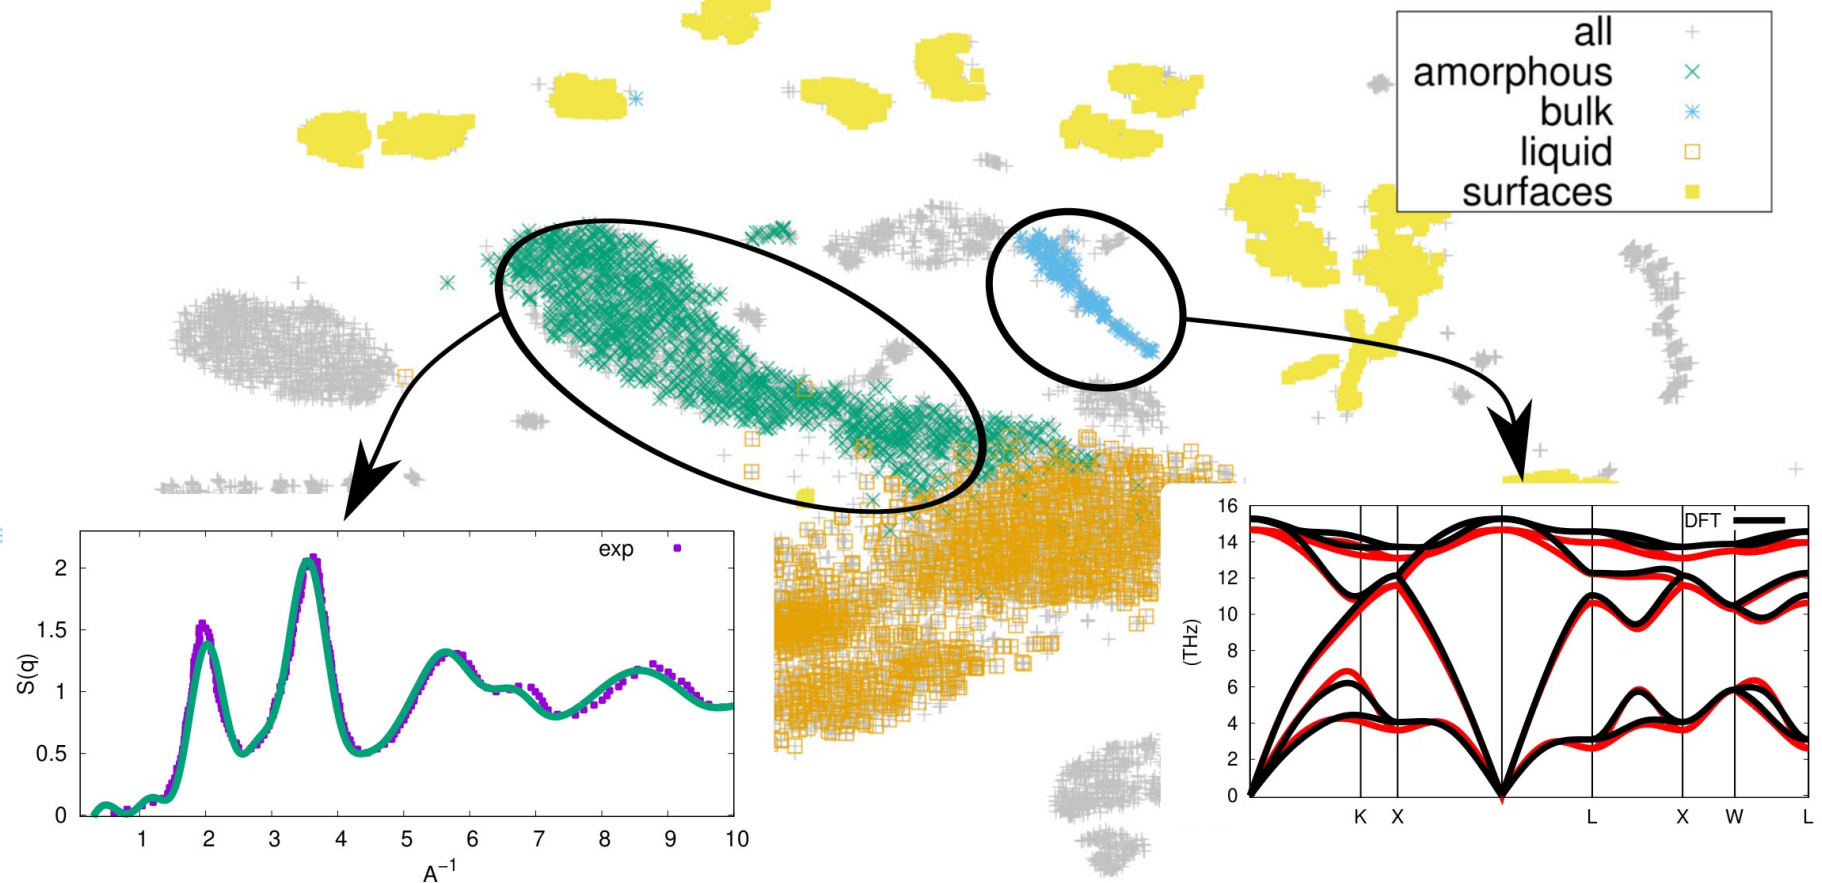 all
amorphous
bulk
liquid
surfaces
exp
2
1.5
1
0.5
0
S(q)
1 2 3 4 5 6 7 8 9 10
A⁻¹
DFT
16
14
12
10
8
6
4
2
0
(THz)
K X L X W L